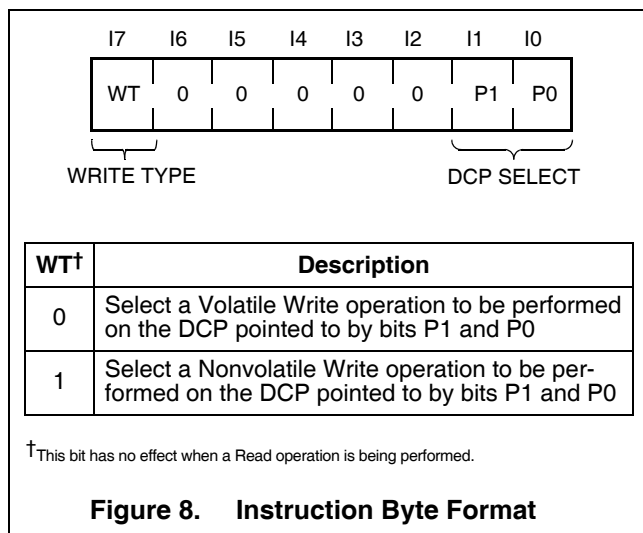 I7 I6 I5 I4 I3 I2 I1 I0
WT 0 0 0 0 0 P1 P0
WRITE TYPE DCP SELECT
WT† Description
0 Select a Volatile Write operation to be performed
on the DCP pointed to by bits P1 and P0
1 Select a Nonvolatile Write operation to be per-
formed on the DCP pointed to by bits P1 and P0
†This bit has no effect when a Read operation is being performed.
Figure 8. Instruction Byte Format